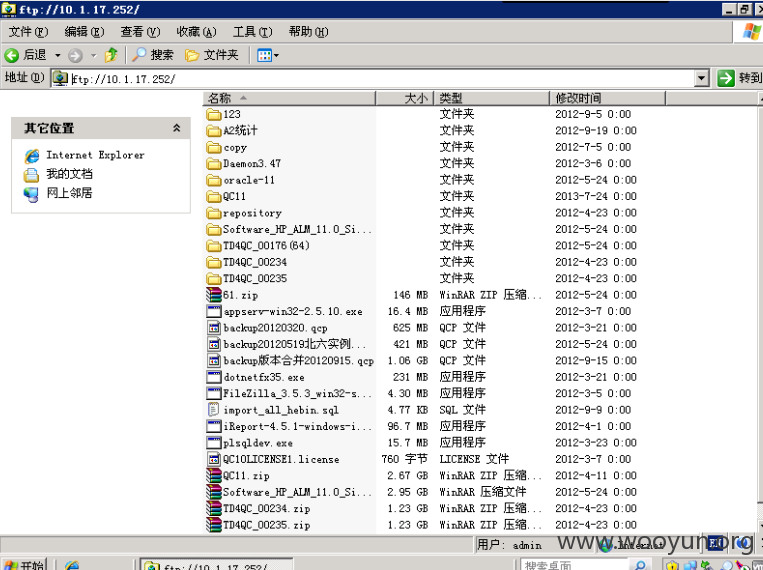 ftp://10.1.17.252/
文件(F) 编辑(E) 查看(V) 收藏(A) 工具(T) 帮助(H)
后退 搜索 文件夹
地址(D) ftp://10.1.17.252/ 转到
名称 大小 类型 修改时间
其它位置
Internet Explorer
我的文档
网上邻居
123 文件夹 2012-9-5 0:00
A2统计 文件夹 2012-9-19 0:00
copy 文件夹 2012-7-5 0:00
Daemon3.47 文件夹 2012-3-6 0:00
oracle-11 文件夹 2012-5-24 0:00
QC11 文件夹 2013-7-24 0:00
repository 文件夹 2012-4-23 0:00
Software_HP_ALM_11.0_Si... 文件夹 2012-5-24 0:00
TD4QC_00176(64) 文件夹 2012-5-24 0:00
TD4QC_00234 文件夹 2012-4-23 0:00
TD4QC_00235 文件夹 2012-4-23 0:00
61.zip 146 MB WinRAR ZIP 压缩... 2012-5-24 0:00
appserv-win32-2.5.10.exe 16.4 MB 应用程序 2012-3-7 0:00
backup20120320.qcp 625 MB QCP 文件 2012-3-21 0:00
backup20120519北六实例... 421 MB QCP 文件 2012-5-24 0:00
backup版本合并20120915.qcp 1.06 GB QCP 文件 2012-9-15 0:00
dotnetfx35.exe 231 MB 应用程序 2012-3-21 0:00
FileZilla_3.5.3_win32-s... 4.30 MB 应用程序 2012-3-5 0:00
import_all_hebin.sql 4.77 KB SQL 文件 2012-9-9 0:00
iReport-4.5.1-windows-i... 96.7 MB 应用程序 2012-4-1 0:00
plsqldev.exe 15.7 MB 应用程序 2012-3-23 0:00
QC10LICENSE1.license 760 字节 LICENSE 文件 2012-3-7 0:00
QC11.zip 2.67 GB WinRAR ZIP 压缩... 2012-4-11 0:00
Software_HP_ALM_11.0_Si... 2.95 GB WinRAR 压缩文件 2012-5-24 0:00
TD4QC_00234.zip 1.23 GB WinRAR ZIP 压缩... 2012-4-23 0:00
TD4QC_00235.zip 1.23 GB WinRAR ZIP 压缩... 2012-4-23 0:00
用户: admin Internet
www.wooyun.org
开始 ftp://10.1.17.252/ 搜索桌面